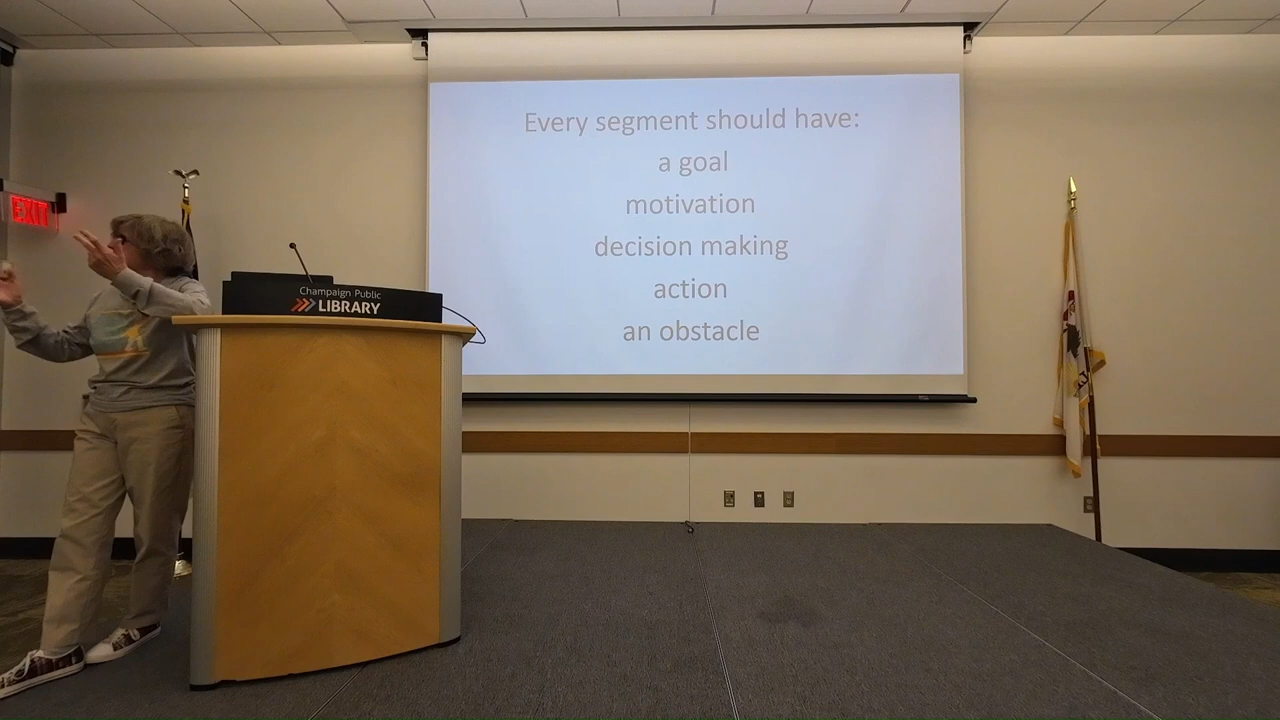 Every segment should have:
a goal
motivation
decision making
action
an obstacle
EXIT
Champaign Public
LIBRARY